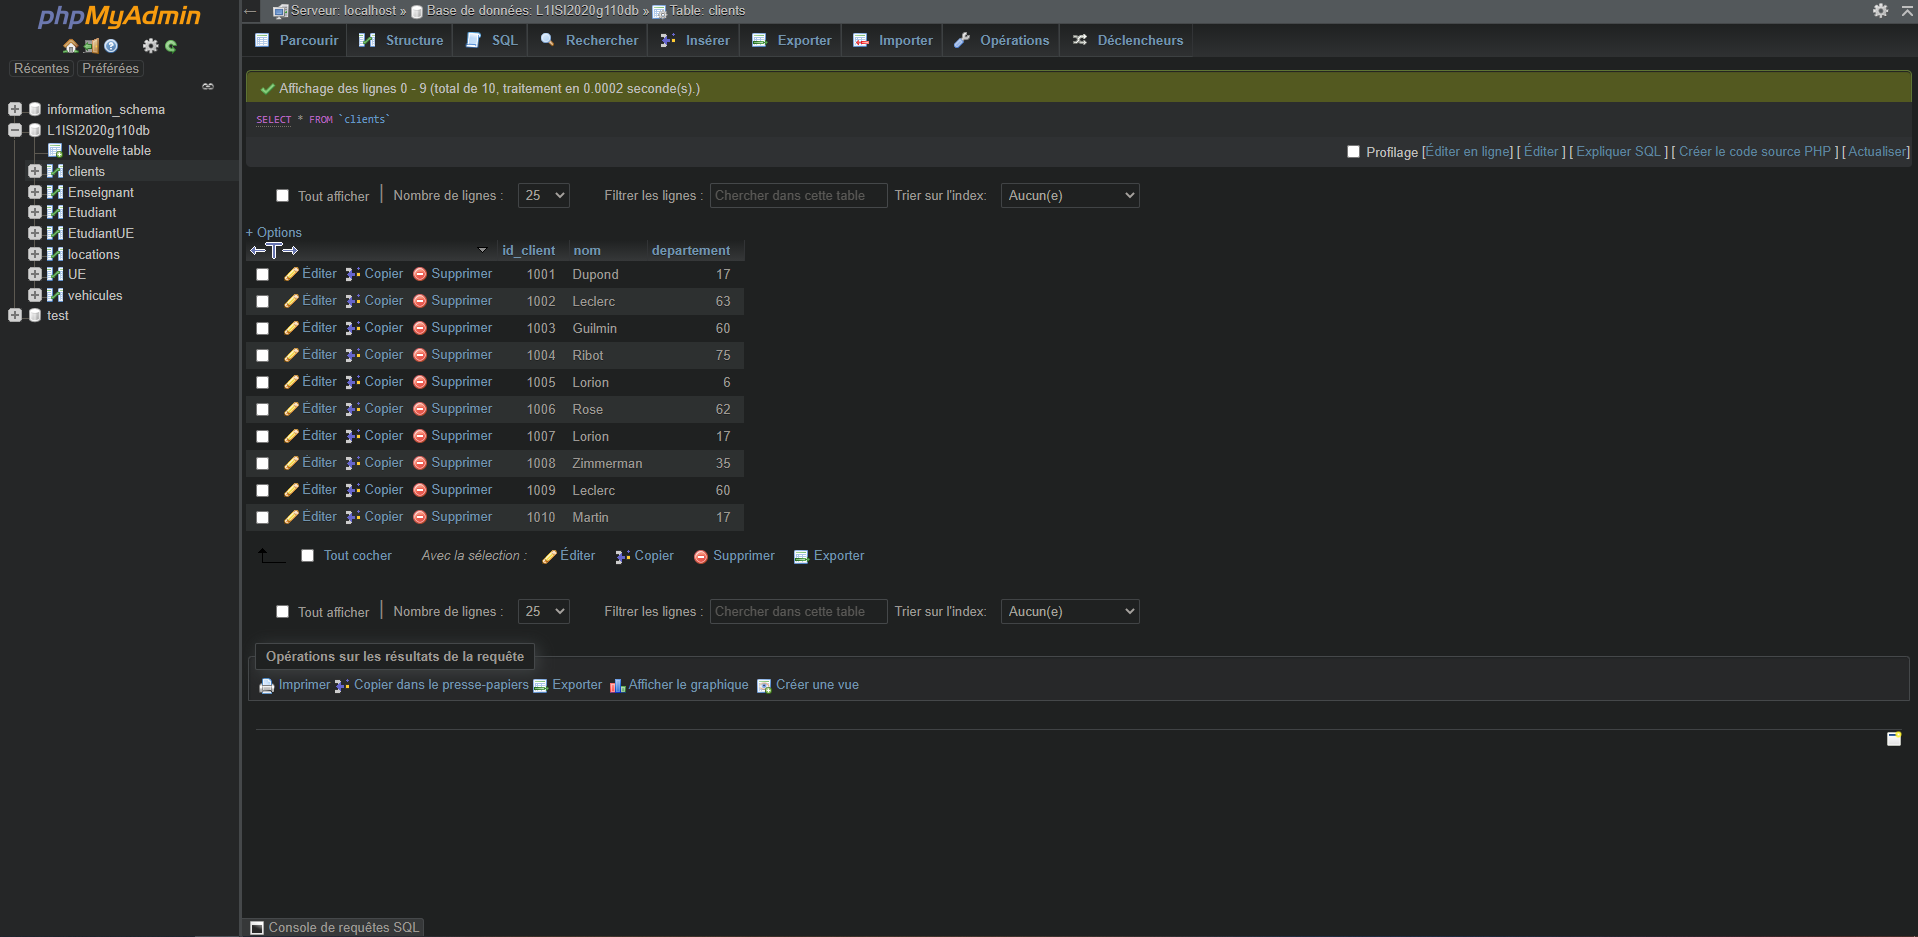 phpMyAdmin
Récentes Préférées
information_schema
L1ISI2020g110db
Nouvelle table
clients
Enseignant
Etudiant
EtudiantUE
locations
UE
vehicules
test
Serveur: localhost » Base de données: L1ISI2020g110db » Table: clients
Parcourir Structure SQL Rechercher Insérer Exporter Importer Opérations Déclencheurs
Affichage des lignes 0 - 9 (total de 10, traitement en 0.0002 seconde(s).)
SELECT * FROM `clients`
Profilage [Éditer en ligne] [ Éditer ] [ Expliquer SQL ] [ Créer le code source PHP ] [ Actualiser]
Tout afficher | Nombre de lignes : 25 Filtrer les lignes : Chercher dans cette table Trier sur l'index: Aucun(e)
+ Options
←T→ id_client nom departement
Éditer Copier Supprimer 1001 Dupond 17
Éditer Copier Supprimer 1002 Leclerc 63
Éditer Copier Supprimer 1003 Guilmin 60
Éditer Copier Supprimer 1004 Ribot 75
Éditer Copier Supprimer 1005 Lorion 6
Éditer Copier Supprimer 1006 Rose 62
Éditer Copier Supprimer 1007 Lorion 17
Éditer Copier Supprimer 1008 Zimmerman 35
Éditer Copier Supprimer 1009 Leclerc 60
Éditer Copier Supprimer 1010 Martin 17
Tout cocher Avec la sélection : Éditer Copier Supprimer Exporter
Tout afficher | Nombre de lignes : 25 Filtrer les lignes : Chercher dans cette table Trier sur l'index: Aucun(e)
Opérations sur les résultats de la requête
Imprimer Copier dans le presse-papiers Exporter Afficher le graphique Créer une vue
Console de requêtes SQL